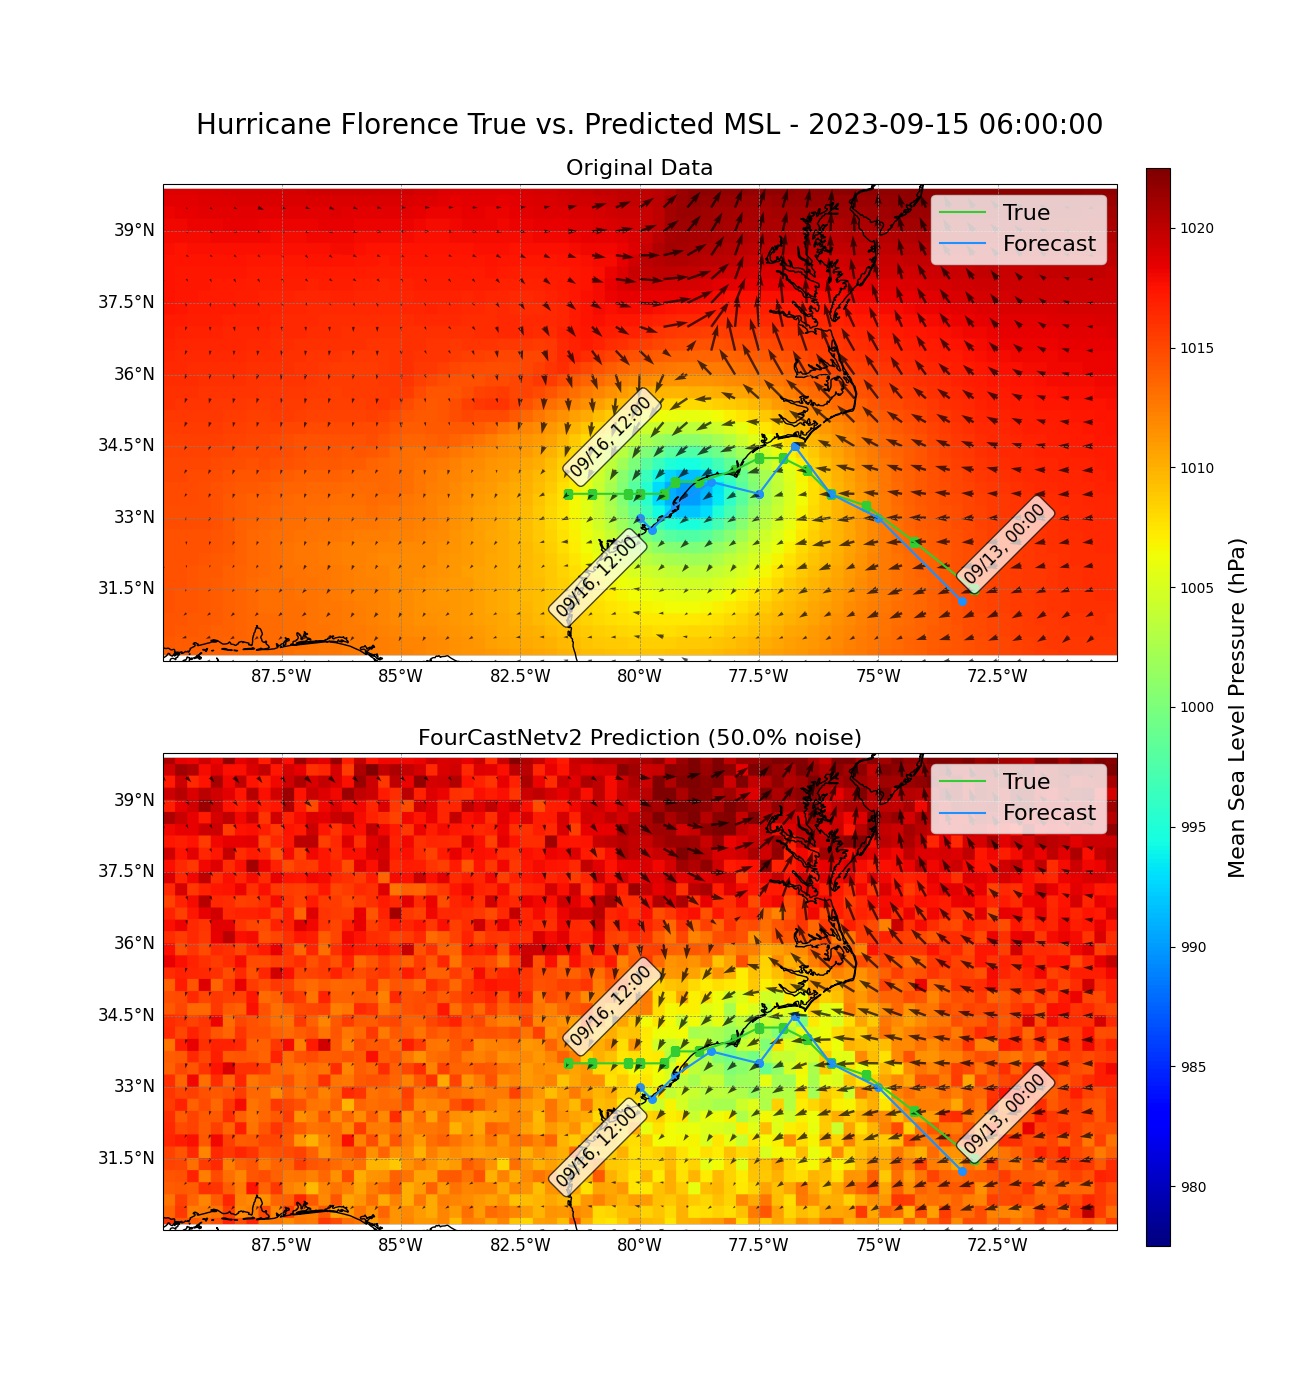 Hurricane Florence True vs. Predicted MSL - 2023-09-15 06:00:00
Original Data
True
Forecast
39°N
37.5°N
36°N
34.5°N
33°N
31.5°N
09/16, 12:00
09/16, 12:00
09/13, 00:00
87.5°W
85°W
82.5°W
80°W
77.5°W
75°W
72.5°W
FourCastNetv2 Prediction (50.0% noise)
True
Forecast
39°N
37.5°N
36°N
34.5°N
33°N
31.5°N
09/16, 12:00
09/16, 12:00
09/13, 00:00
87.5°W
85°W
82.5°W
80°W
77.5°W
75°W
72.5°W
1020
1015
1010
1005
1000
995
990
985
980
Mean Sea Level Pressure (hPa)